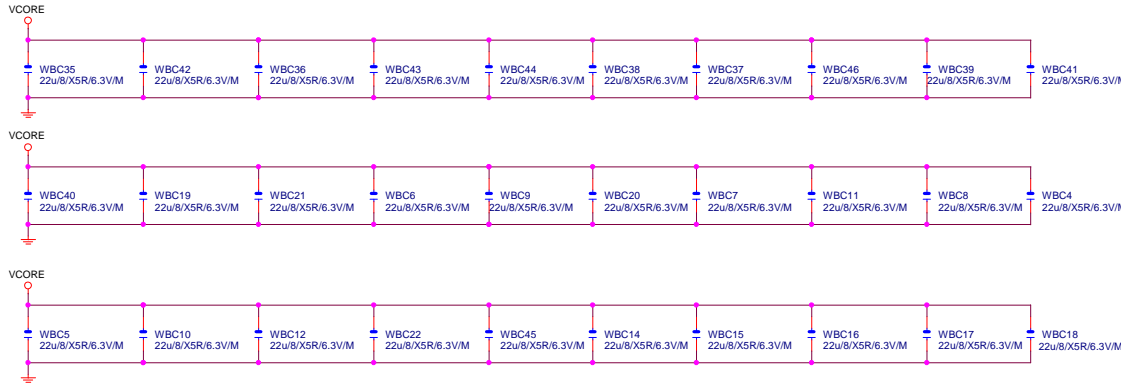 VCORE
WBC35
22u/8/X5R/6.3V/M
WBC42
22u/8/X5R/6.3V/M
WBC36
22u/8/X5R/6.3V/M
WBC43
22u/8/X5R/6.3V/M
WBC44
22u/8/X5R/6.3V/M
WBC38
22u/8/X5R/6.3V/M
WBC37
22u/8/X5R/6.3V/M
WBC46
22u/8/X5R/6.3V/M
WBC39
22u/8/X5R/6.3V/M
WBC41
22u/8/X5R/6.3V/M
VCORE
WBC40
22u/8/X5R/6.3V/M
WBC19
22u/8/X5R/6.3V/M
WBC21
22u/8/X5R/6.3V/M
WBC6
22u/8/X5R/6.3V/M
WBC9
22u/8/X5R/6.3V/M
WBC20
22u/8/X5R/6.3V/M
WBC7
22u/8/X5R/6.3V/M
WBC11
22u/8/X5R/6.3V/M
WBC8
22u/8/X5R/6.3V/M
WBC4
22u/8/X5R/6.3V/M
VCORE
WBC5
22u/8/X5R/6.3V/M
WBC10
22u/8/X5R/6.3V/M
WBC12
22u/8/X5R/6.3V/M
WBC22
22u/8/X5R/6.3V/M
WBC45
22u/8/X5R/6.3V/M
WBC14
22u/8/X5R/6.3V/M
WBC15
22u/8/X5R/6.3V/M
WBC16
22u/8/X5R/6.3V/M
WBC17
22u/8/X5R/6.3V/M
WBC18
22u/8/X5R/6.3V/M